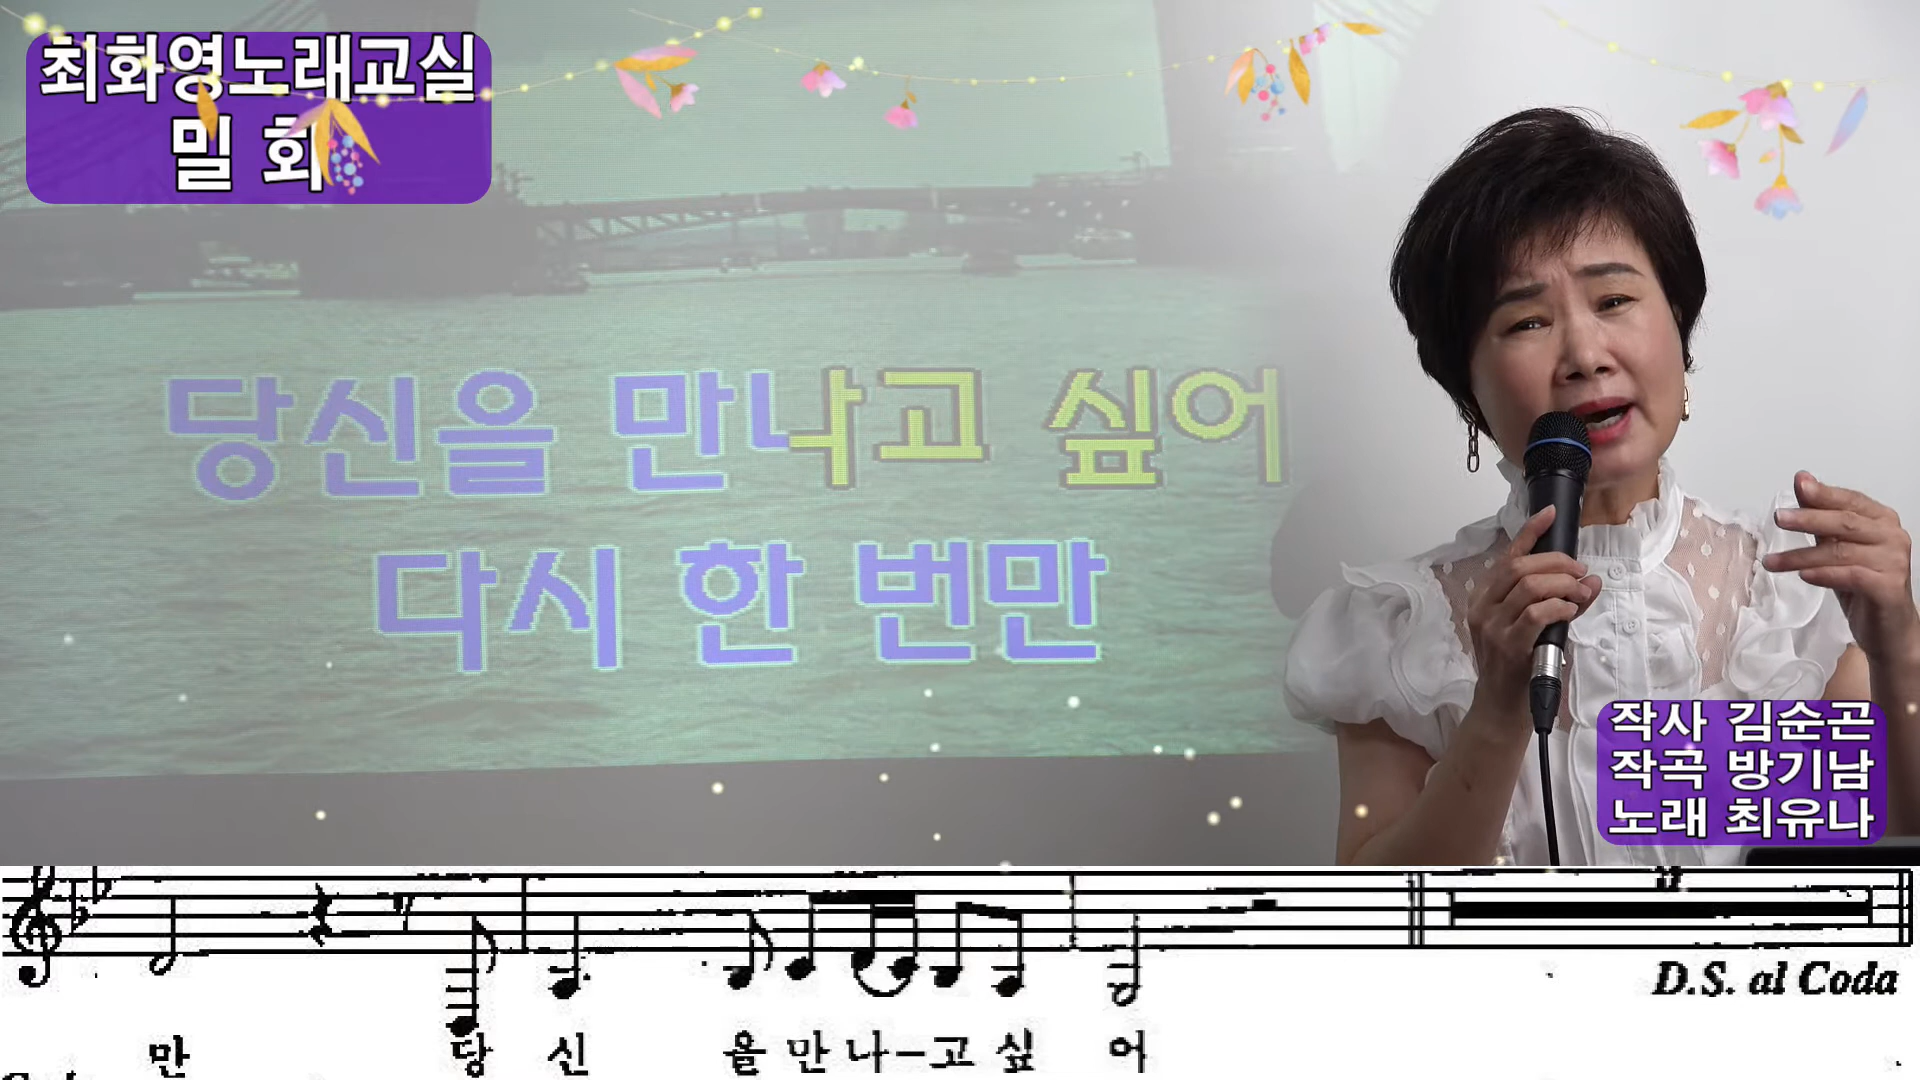 최화영노래교실
밀 회
당신을 만나고 싶어
다시 한 번만
작사 김순곤
작곡 방기남
노래 최유나
D.S. al Coda
만 당 신 을 만 나-고 싶 어